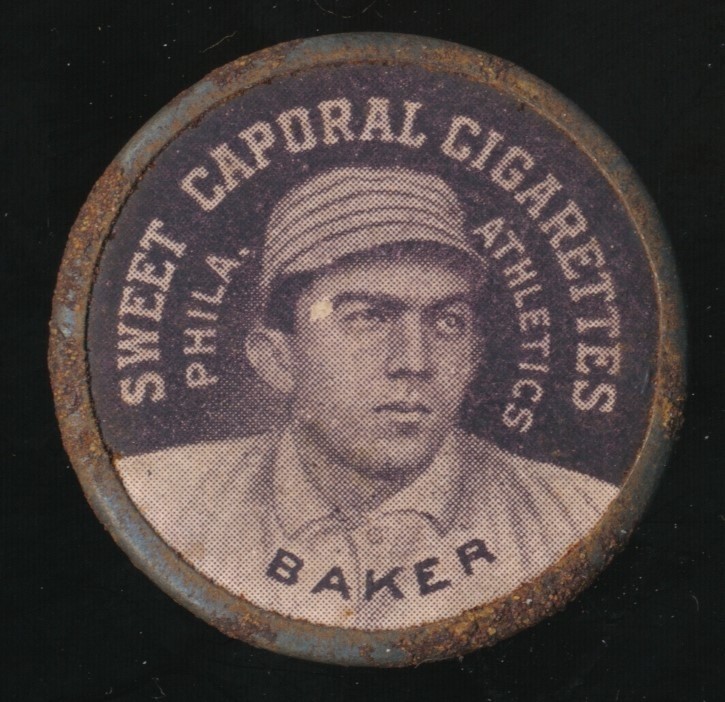 SWEET CAPORAL CIGARETTES
PHILA. ATHLETICS
BAKER